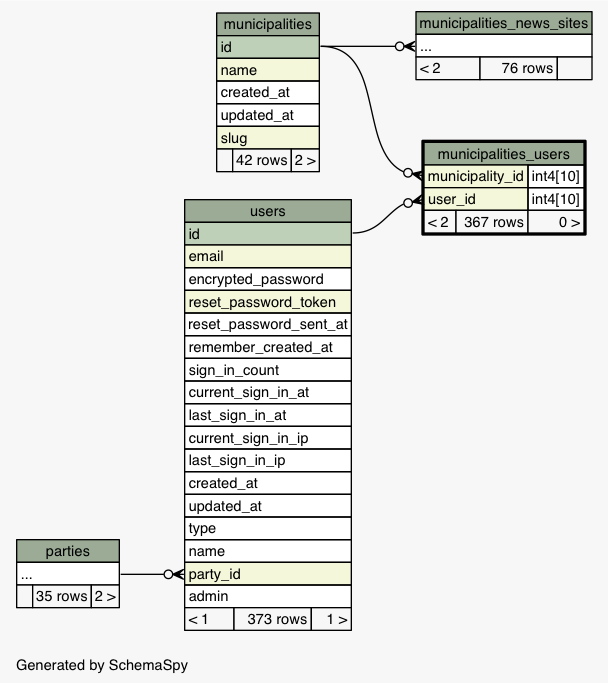 municipalities
id
name
created_at
updated_at
slug
42 rows 2 >
municipalities_news_sites
...
< 2 76 rows
municipalities_users
municipality_id int4[10]
user_id int4[10]
< 2 367 rows 0 >
users
id
email
encrypted_password
reset_password_token
reset_password_sent_at
remember_created_at
sign_in_count
current_sign_in_at
last_sign_in_at
current_sign_in_ip
last_sign_in_ip
created_at
updated_at
type
name
party_id
admin
< 1 373 rows 1 >
parties
...
35 rows 2 >
Generated by SchemaSpy